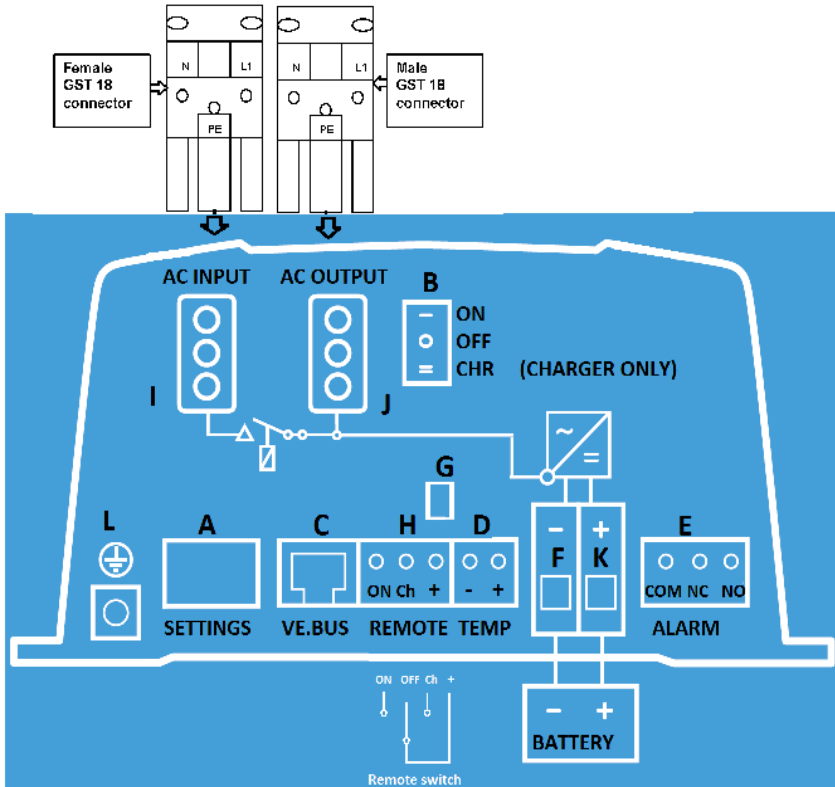 Female
GST 18
connector
N L1
PE
N L1
PE
Male
GST 18
connector
AC INPUT
AC OUTPUT
B
ON
OFF
CHR (CHARGER ONLY)
I
J
~
=
G
L
A
SETTINGS
C
VE.BUS
H
ON Ch +
REMOTE
D
- +
TEMP
- +
F K
E
COM NC NO
ALARM
- +
BATTERY
ON OFF Ch +
Remote switch